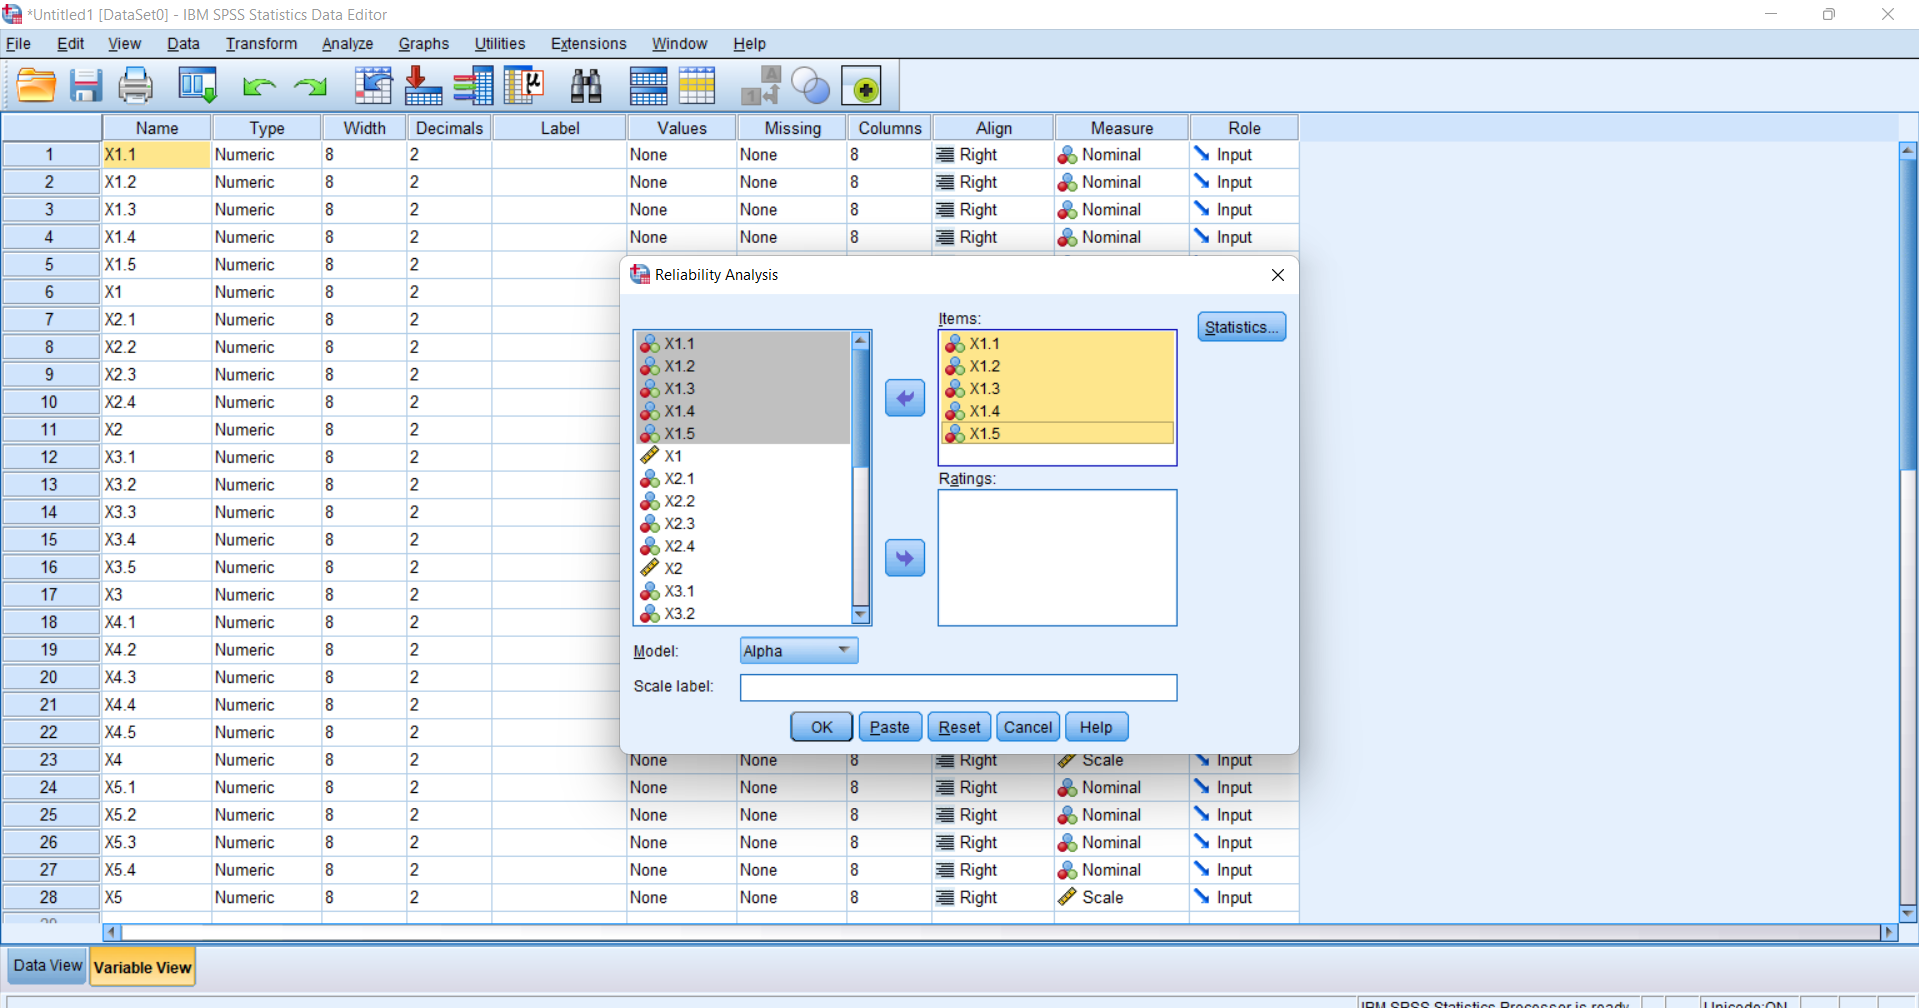 *Untitled1 [DataSet0] - IBM SPSS Statistics Data Editor
File Edit View Data Transform Analyze Graphs Utilities Extensions Window Help
Name Type Width Decimals Label Values Missing Columns Align Measure Role
1 X1.1 Numeric 8 2 None None 8 Right Nominal Input
2 X1.2 Numeric 8 2 None None 8 Right Nominal Input
3 X1.3 Numeric 8 2 None None 8 Right Nominal Input
4 X1.4 Numeric 8 2 None None 8 Right Nominal Input
5 X1.5 Numeric 8 2
6 X1 Numeric 8 2
7 X2.1 Numeric 8 2
8 X2.2 Numeric 8 2
9 X2.3 Numeric 8 2
10 X2.4 Numeric 8 2
11 X2 Numeric 8 2
12 X3.1 Numeric 8 2
13 X3.2 Numeric 8 2
14 X3.3 Numeric 8 2
15 X3.4 Numeric 8 2
16 X3.5 Numeric 8 2
17 X3 Numeric 8 2
18 X4.1 Numeric 8 2
19 X4.2 Numeric 8 2
20 X4.3 Numeric 8 2
21 X4.4 Numeric 8 2
22 X4.5 Numeric 8 2
23 X4 Numeric 8 2 None None 8 Right Scale Input
24 X5.1 Numeric 8 2 None None 8 Right Nominal Input
25 X5.2 Numeric 8 2 None None 8 Right Nominal Input
26 X5.3 Numeric 8 2 None None 8 Right Nominal Input
27 X5.4 Numeric 8 2 None None 8 Right Nominal Input
28 X5 Numeric 8 2 None None 8 Right Scale Input
Reliability Analysis
X1.1
X1.2
X1.3
X1.4
X1.5
X1
X2.1
X2.2
X2.3
X2.4
X2
X3.1
X3.2
Items:
X1.1
X1.2
X1.3
X1.4
X1.5
Ratings:
Statistics...
Model: Alpha
Scale label:
OK Paste Reset Cancel Help
Data View Variable View
IBM SPSS Statistics Processor is ready Unicode:ON